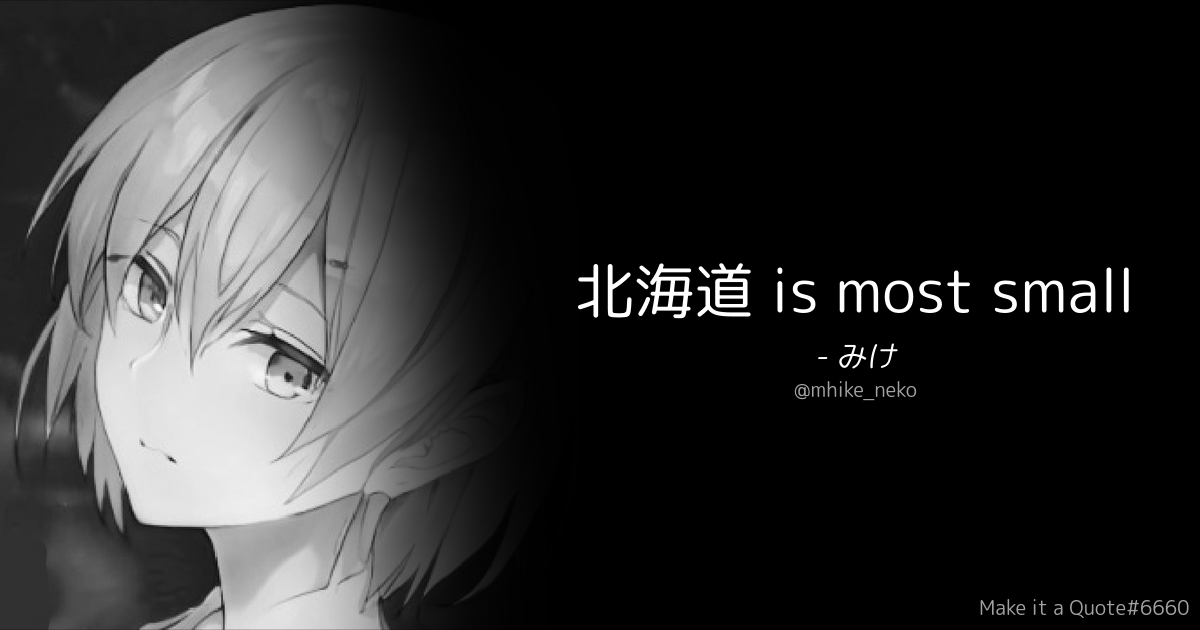 北海道 is most small
- みけ
@mhike_neko
Make it a Quote#6660